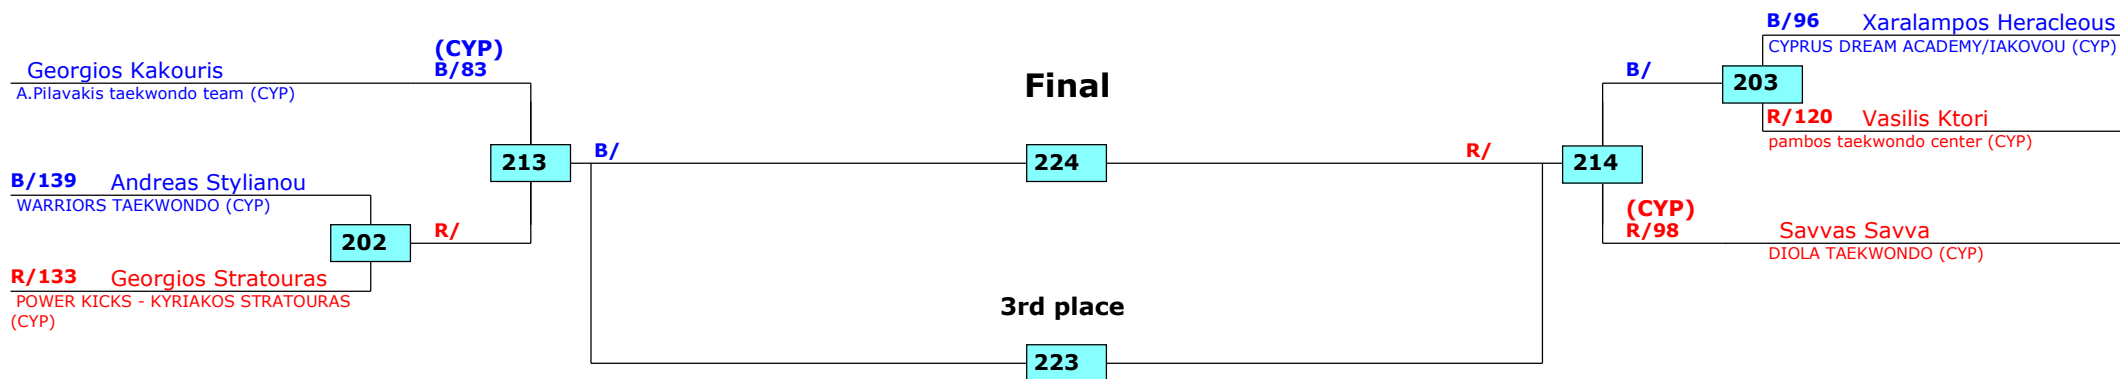 (CYP)
Georgios Kakouris B/83
A.Pilavakis taekwondo team (CYP)
213 B/
B/139 Andreas Stylianou
WARRIORS TAEKWONDO (CYP)
202 R/
R/133 Georgios Stratouras
POWER KICKS - KYRIAKOS STRATOURAS
(CYP)
Final
224
3rd place
223
B/96 Xaralampos Heracleous
CYPRUS DREAM ACADEMY/IAKOVOU (CYP)
B/ 203
R/120 Vasilis Ktori
pambos taekwondo center (CYP)
R/ 214
(CYP)
R/98 Savvas Savva
DIOLA TAEKWONDO (CYP)